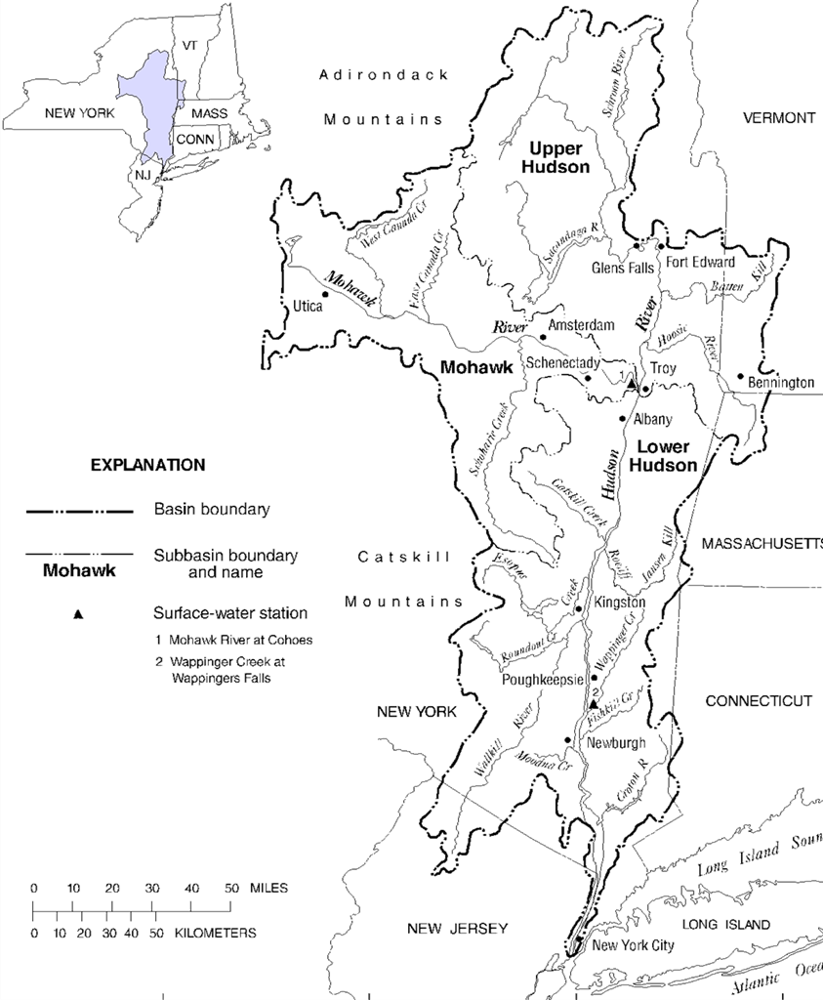 VT
NEW YORK
MASS
CONN
NJ
Adirondack
Mountains
VERMONT
Schroon River
Upper
Hudson
West Canada Cr
East Canada Cr
Sacandaga R
Glens Falls
Fort Edward
Batten Kill
Mohawk
River
Utica
River
Amsterdam
Hoosic
River
Mohawk
Schenectady
1
Troy
Bennington
Albany
Schoharie Creek
Hudson
Lower
Hudson
EXPLANATION
Basin boundary
Subbasin boundary
and name
Mohawk
Surface-water station
1 Mohawk River at Cohoes
2 Wappinger Creek at
Wappingers Falls
Catskill Creek
Catskill
Mountains
Roeliff Jansen Kill
MASSACHUSETTS
Esopus
Creek
Kingston
Rondout Cr
Wappinger Cr
Poughkeepsie
2
Fishkill Cr
NEW YORK
CONNECTICUT
Wallkill River
Newburgh
Moodna Cr
Croton R
0 10 20 30 40 50 MILES
0 10 20 30 40 50 KILOMETERS
NEW JERSEY
Long Island Soun
LONG ISLAND
New York City
Atlantic Ocea